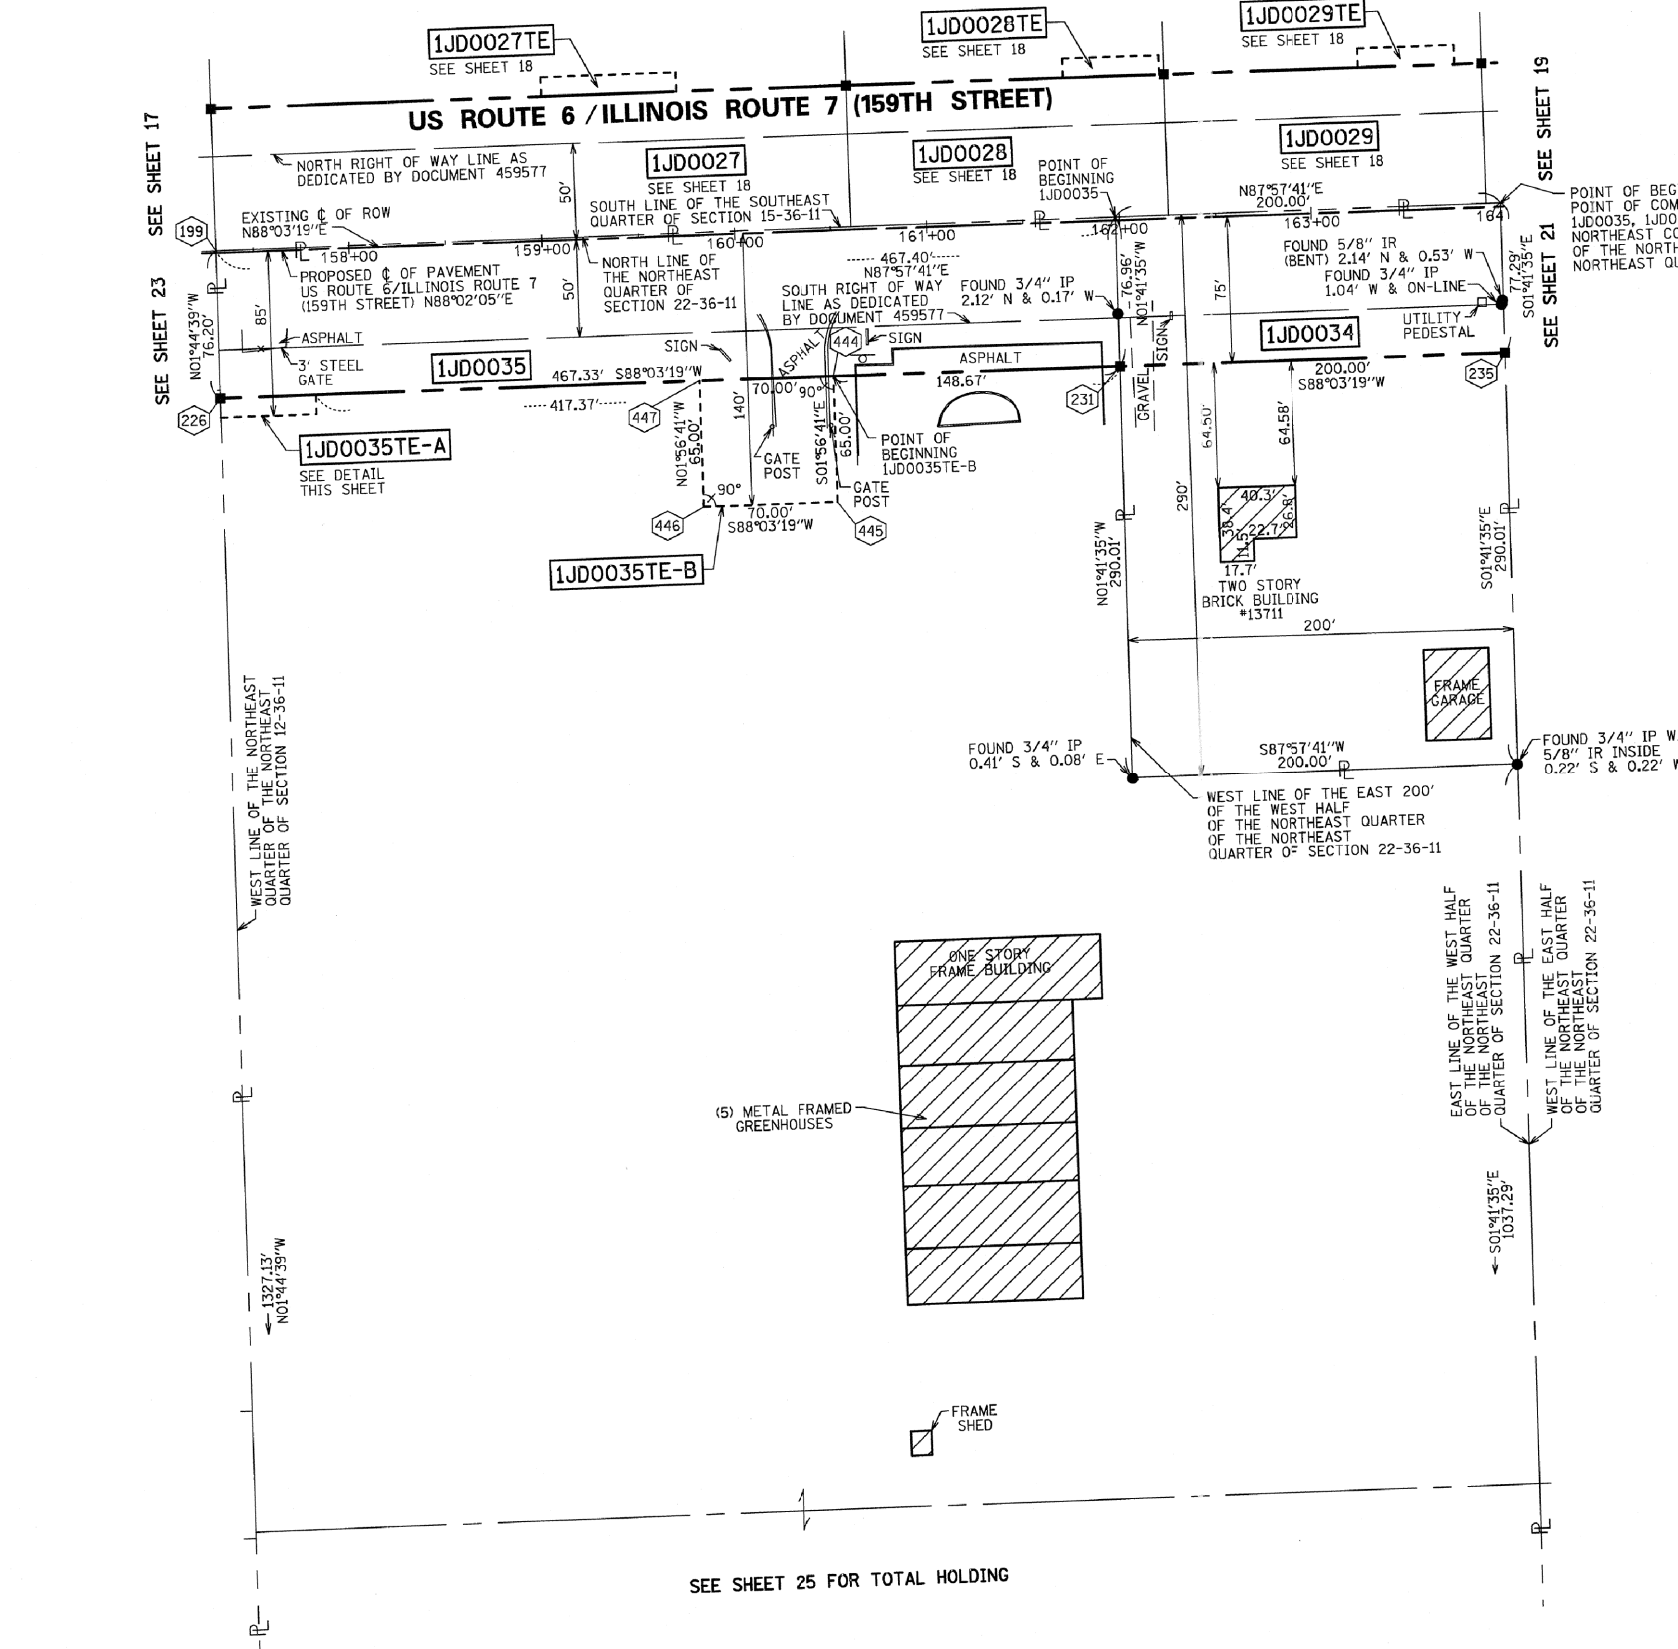 1JD0027TE
SEE SHEET 18
1JD0028TE
SEE SHEET 18
1JD0029TE
SEE SHEET 18
US ROUTE 6 / ILLINOIS ROUTE 7 (159TH STREET)
SEE SHEET 17
SEE SHEET 19
NORTH RIGHT OF WAY LINE AS
DEDICATED BY DOCUMENT 459577
50'
1JD0027
SEE SHEET 18
1JD0028
SEE SHEET 18
1JD0029
SEE SHEET 18
POINT OF
BEGINNING
1JD0035
N87°57'41"E
200.00'
POINT OF BEG
POINT OF COM
1JD0035, 1JD0
NORTHEAST CO
OF THE NORTH
NORTHEAST QU
SOUTH LINE OF THE SOUTHEAST
QUARTER OF SECTION 15-36-11
EXISTING ℄ OF ROW
N88°03'19"E
199
158+00
159+00
160+00
161+00
162+00
163+00
164
PROPOSED ℄ OF PAVEMENT
US ROUTE 6/ILLINOIS ROUTE 7
(159TH STREET) N88°02'05"E
NORTH LINE OF
THE NORTHEAST
QUARTER OF
SECTION 22-36-11
50'
467.40'
N87°57'41"E
SOUTH RIGHT OF WAY
LINE AS DEDICATED
BY DOCUMENT 459577
FOUND 3/4" IP
2.12' N & 0.17' W
76.96'
N01°41'35"W
75'
FOUND 5/8" IR
(BENT) 2.14' N & 0.53' W
FOUND 3/4" IP
1.04' W & ON-LINE
UTILITY
PEDESTAL
77.29'
S01°41'35"E
SEE SHEET 21
SEE SHEET 23
N01°44'39"W
76.20'
85'
ASPHALT
3' STEEL
GATE
1JD0035
SIGN
ASPHALT
444
SIGN
ASPHALT
SIGN
GRAVEL
1JD0034
467.33' S88°03'19"W
417.37'
70.00'
90°
148.67'
200.00'
S88°03'19"W
235
226
447
231
1JD0035TE-A
SEE DETAIL
THIS SHEET
N01°56'41"W
65.00'
140'
GATE
POST
S01°56'41"E
65.00'
POINT OF
BEGINNING
1JD0035TE-B
GATE
POST
90°
70.00'
S88°03'19"W
446
445
1JD0035TE-B
64.50'
64.58'
290'
40.3'
38.4'
26.8'
22.7'
11.5'
17.7'
TWO STORY
BRICK BUILDING
#13711
N01°41'35"W
290.01'
S01°41'35"E
290.01'
200'
FRAME
GARAGE
FOUND 3/4" IP
0.41' S & 0.08' E
S87°57'41"W
200.00'
FOUND 3/4" IP W
5/8" IR INSIDE
0.22' S & 0.22' W
WEST LINE OF THE EAST 200'
OF THE WEST HALF
OF THE NORTHEAST QUARTER
OF THE NORTHEAST
QUARTER OF SECTION 22-36-11
WEST LINE OF THE NORTHEAST
QUARTER OF THE NORTHEAST
QUARTER OF SECTION 12-36-11
ONE STORY
FRAME BUILDING
(5) METAL FRAMED
GREENHOUSES
EAST LINE OF THE WEST HALF
OF THE NORTHEAST QUARTER
OF THE NORTHEAST
QUARTER OF SECTION 22-36-11
WEST LINE OF THE EAST HALF
OF THE NORTHEAST QUARTER
OF THE NORTHEAST
QUARTER OF SECTION 22-36-11
S01°41'35"E
1037.29'
1327.13'
N01°44'39"W
FRAME
SHED
SEE SHEET 25 FOR TOTAL HOLDING